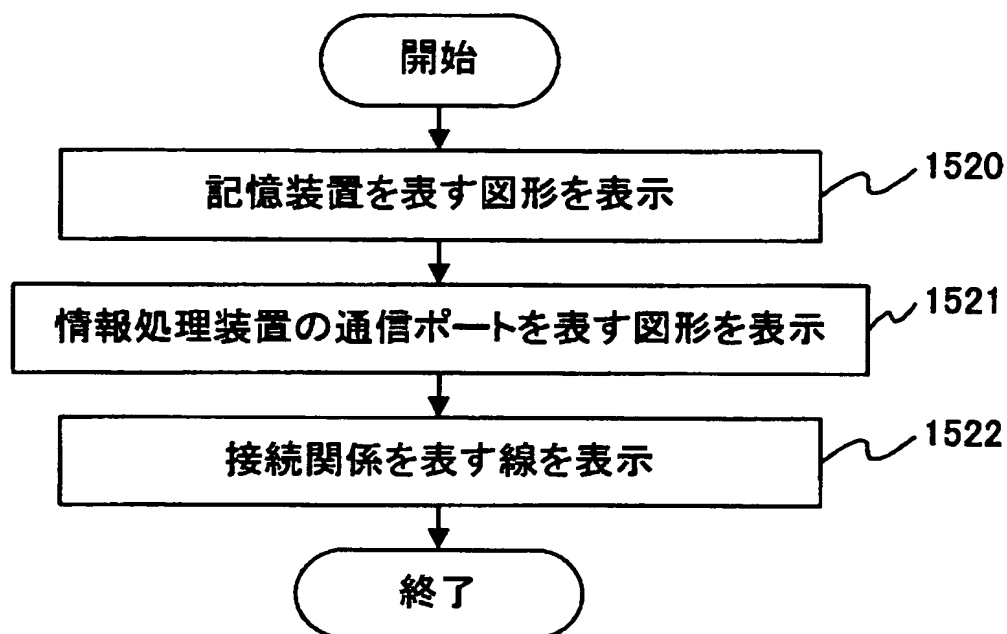 開始
記憶装置を表す図形を表示
1520
情報処理装置の通信ポートを表す図形を表示
1521
接続関係を表す線を表示
1522
終了